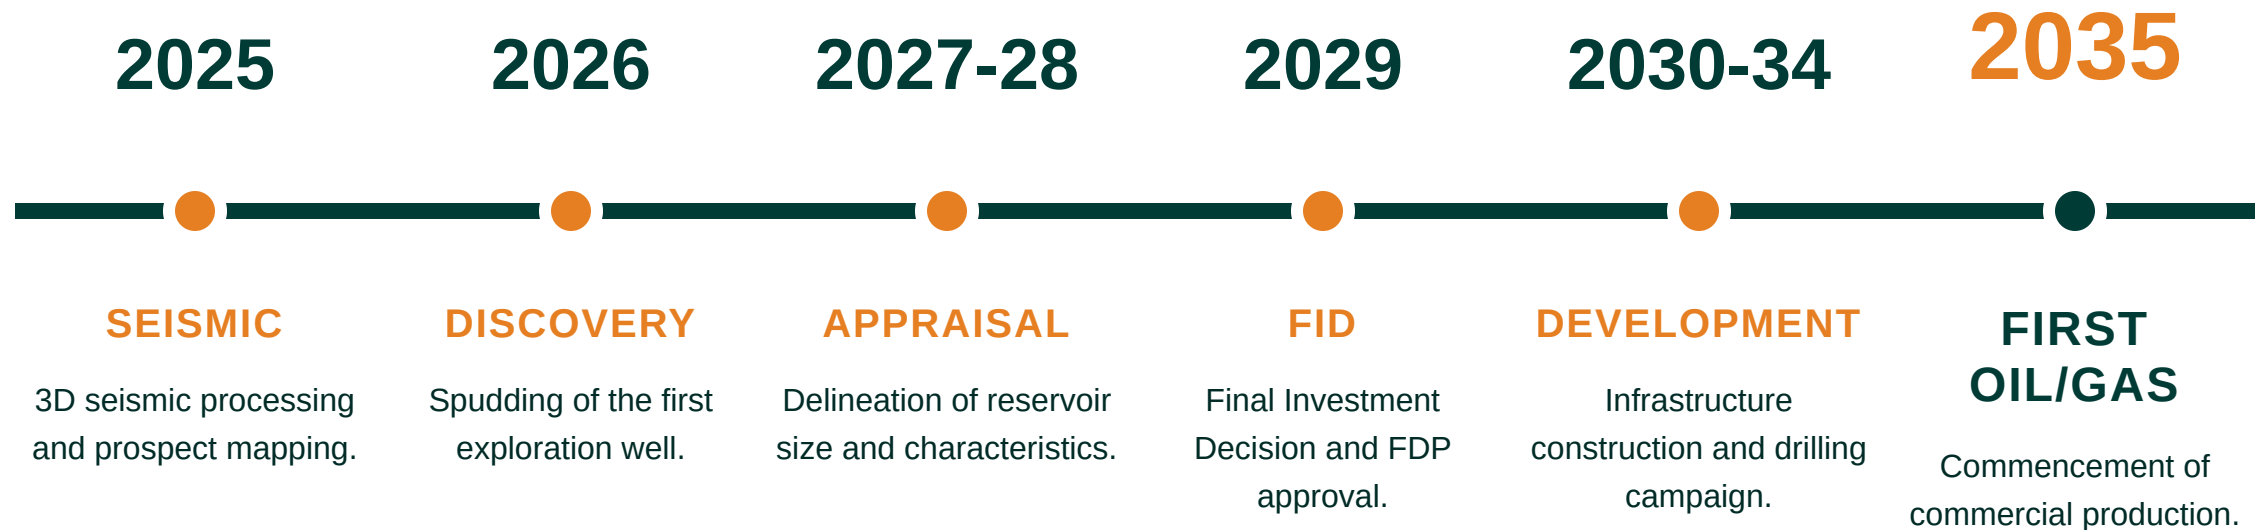 2025
SEISMIC
3D seismic processing
and prospect mapping.
2026
DISCOVERY
Spudding of the first
exploration well.
2027-28
APPRAISAL
Delineation of reservoir
size and characteristics.
2029
FID
Final Investment
Decision and FDP
approval.
2030-34
DEVELOPMENT
Infrastructure
construction and drilling
campaign.
2035
FIRST
OIL/GAS
Commencement of
commercial production.